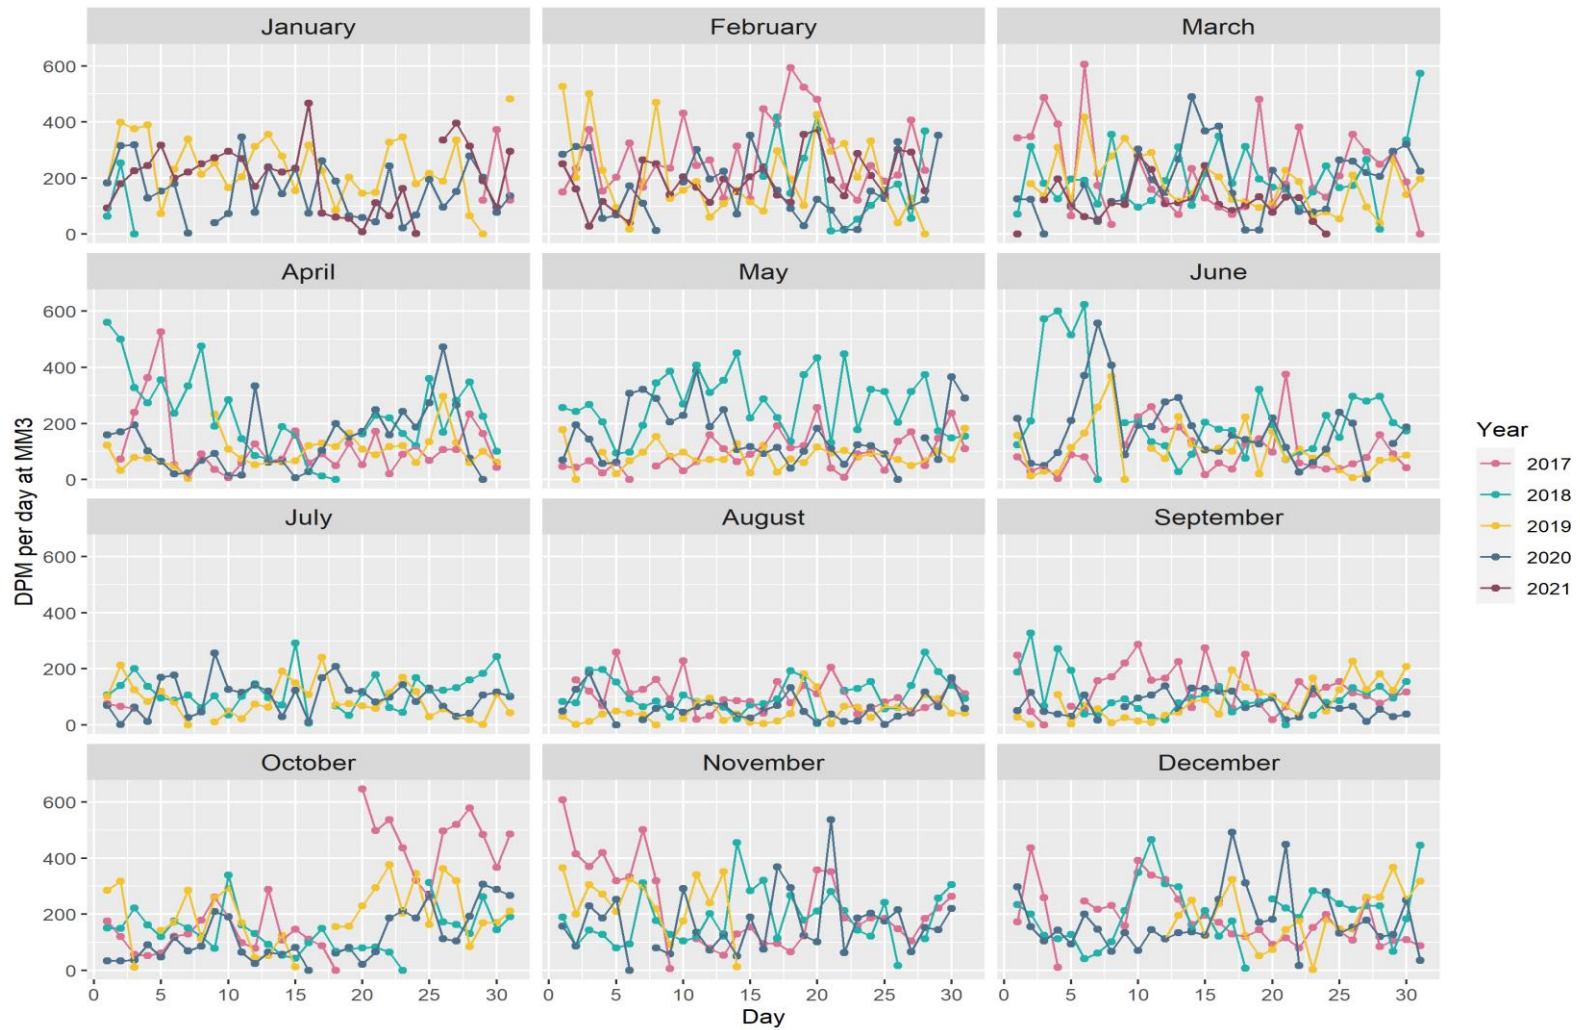 January February March
600
400
200
0
April May June
600
400
200
0
July August September
600
400
200
0
October November December
600
400
200
0
0 5 10 15 20 25 30 0 5 10 15 20 25 30 0 5 10 15 20 25 30
Day
DPM per day at MM3
Year
2017
2018
2019
2020
2021